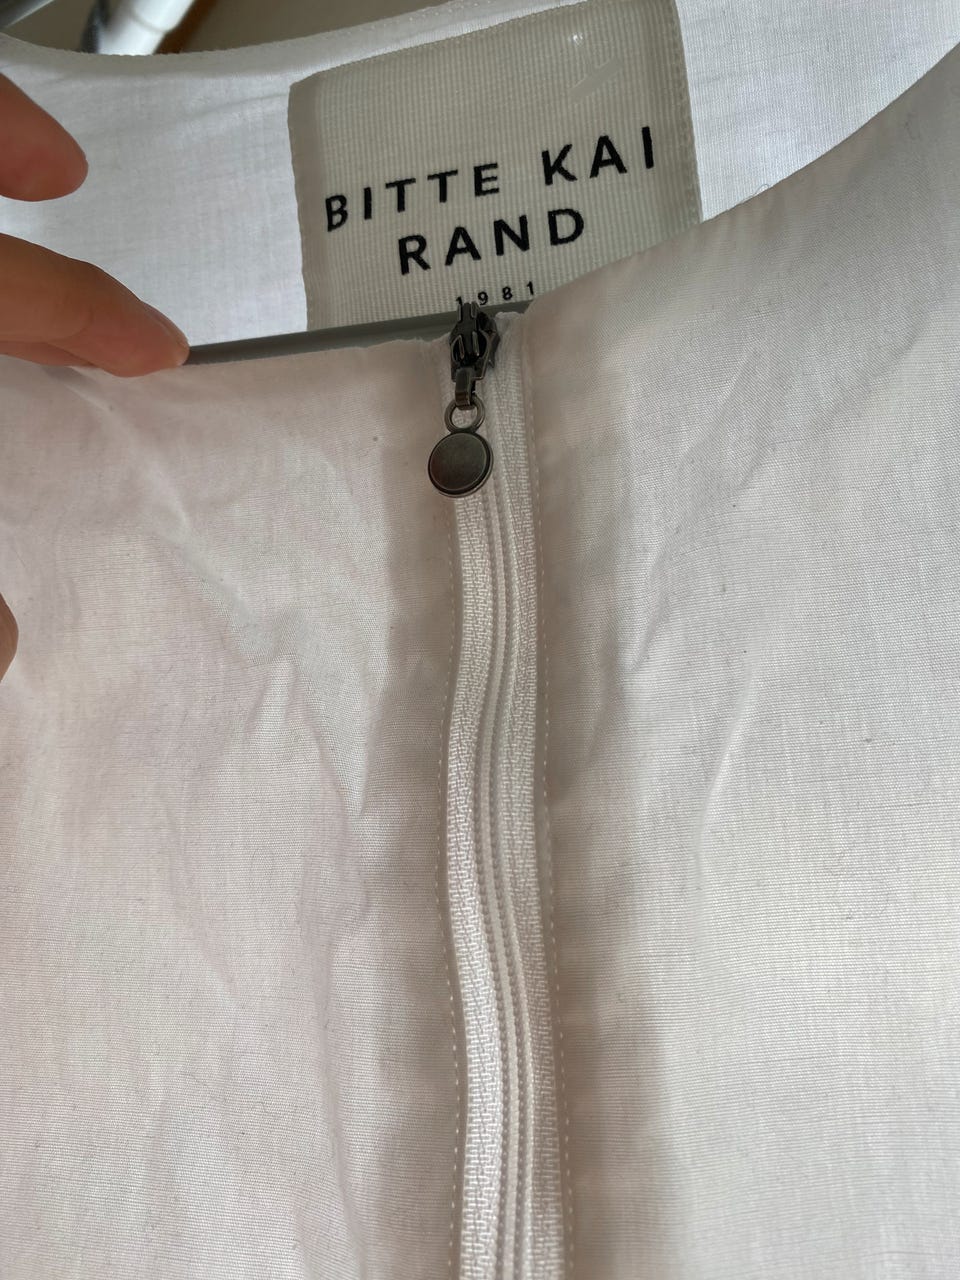 BITTE KAI
RAND
1981